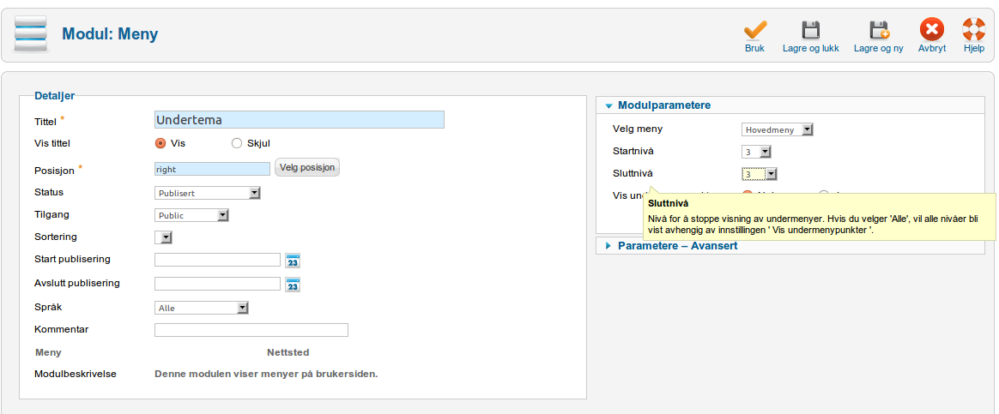 Modul: Meny
Bruk
Lagre og lukk
Lagre og ny
Avbryt
Hjelp
Detaljer
Tittel *
Undertema
Vis tittel
Vis
Skjul
Posisjon *
right
Velg posisjon
Status
Publisert
Tilgang
Public
Sortering
Start publisering
23
Avslutt publisering
23
Språk
Alle
Kommentar
Meny
Nettsted
Modulbeskrivelse
Denne modulen viser menyer på brukersiden.
Modulparametere
Velg meny
Hovedmeny
Startnivå
3
Sluttnivå
3
Vis
Sluttnivå
Nivå for å stoppe visning av undermenyer. Hvis du velger 'Alle', vil alle nivåer bli
vist avhengig av innstillingen ' Vis undermenypunkter '.
Parametere – Avansert